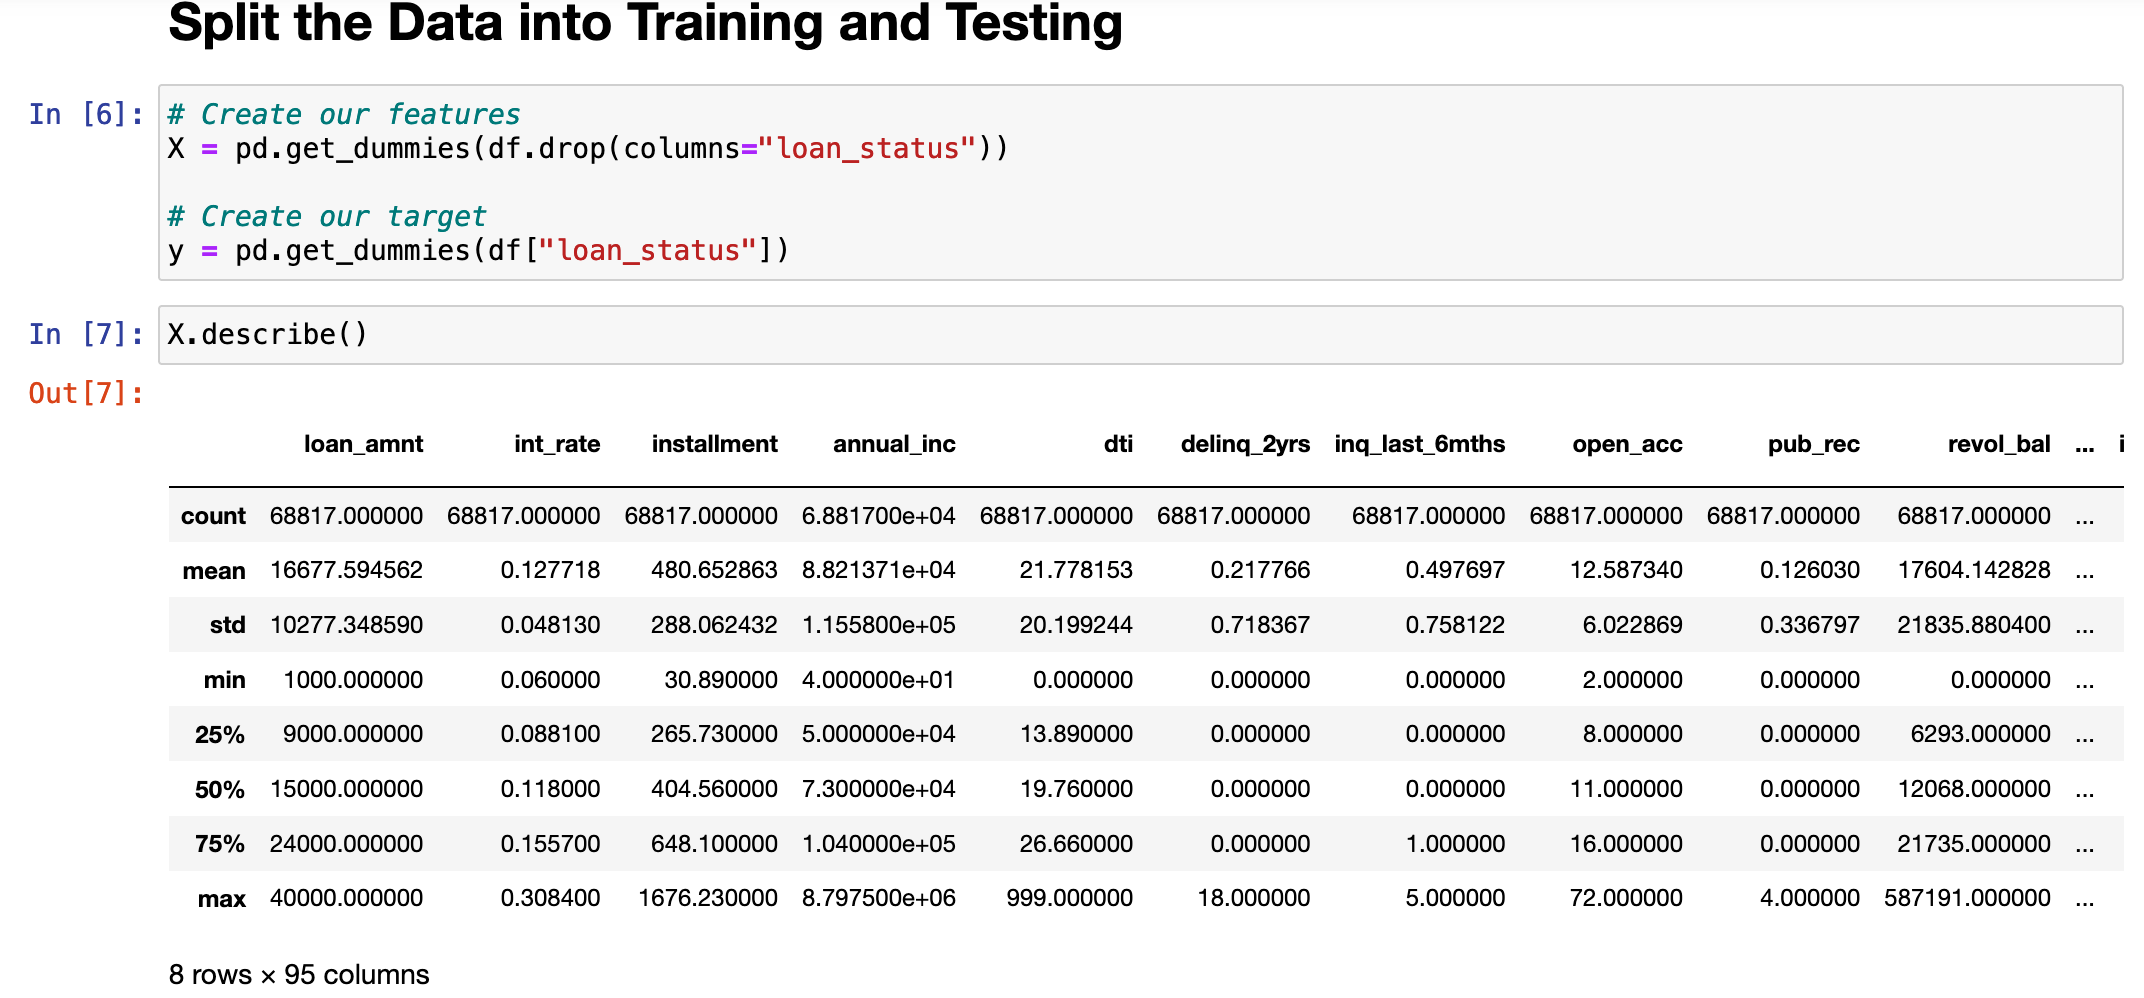 Split the Data into Training and Testing
In [6]: # Create our features
X = pd.get_dummies(df.drop(columns="loan_status"))
# Create our target
y = pd.get_dummies(df["loan_status"])
In [7]: X.describe()
Out[7]:
loan_amnt int_rate installment annual_inc dti delinq_2yrs inq_last_6mths open_acc pub_rec revol_bal ... i
count 68817.000000 68817.000000 68817.000000 6.881700e+04 68817.000000 68817.000000 68817.000000 68817.000000 68817.000000 68817.000000 ...
mean 16677.594562 0.127718 480.652863 8.821371e+04 21.778153 0.217766 0.497697 12.587340 0.126030 17604.142828 ...
std 10277.348590 0.048130 288.062432 1.155800e+05 20.199244 0.718367 0.758122 6.022869 0.336797 21835.880400 ...
min 1000.000000 0.060000 30.890000 4.000000e+01 0.000000 0.000000 0.000000 2.000000 0.000000 0.000000 ...
25% 9000.000000 0.088100 265.730000 5.000000e+04 13.890000 0.000000 0.000000 8.000000 0.000000 6293.000000 ...
50% 15000.000000 0.118000 404.560000 7.300000e+04 19.760000 0.000000 0.000000 11.000000 0.000000 12068.000000 ...
75% 24000.000000 0.155700 648.100000 1.040000e+05 26.660000 0.000000 1.000000 16.000000 0.000000 21735.000000 ...
max 40000.000000 0.308400 1676.230000 8.797500e+06 999.000000 18.000000 5.000000 72.000000 4.000000 587191.000000 ...
8 rows × 95 columns